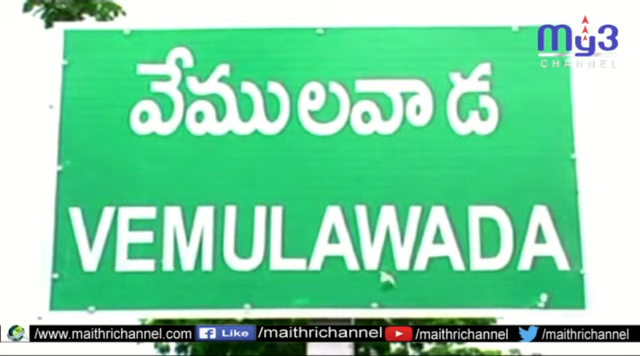 My3
CHANNEL
వేములవాడ
VEMULAWADA
/www.maithrichannel.com f Like /maithrichannel /maithrichannel /maithrichannel